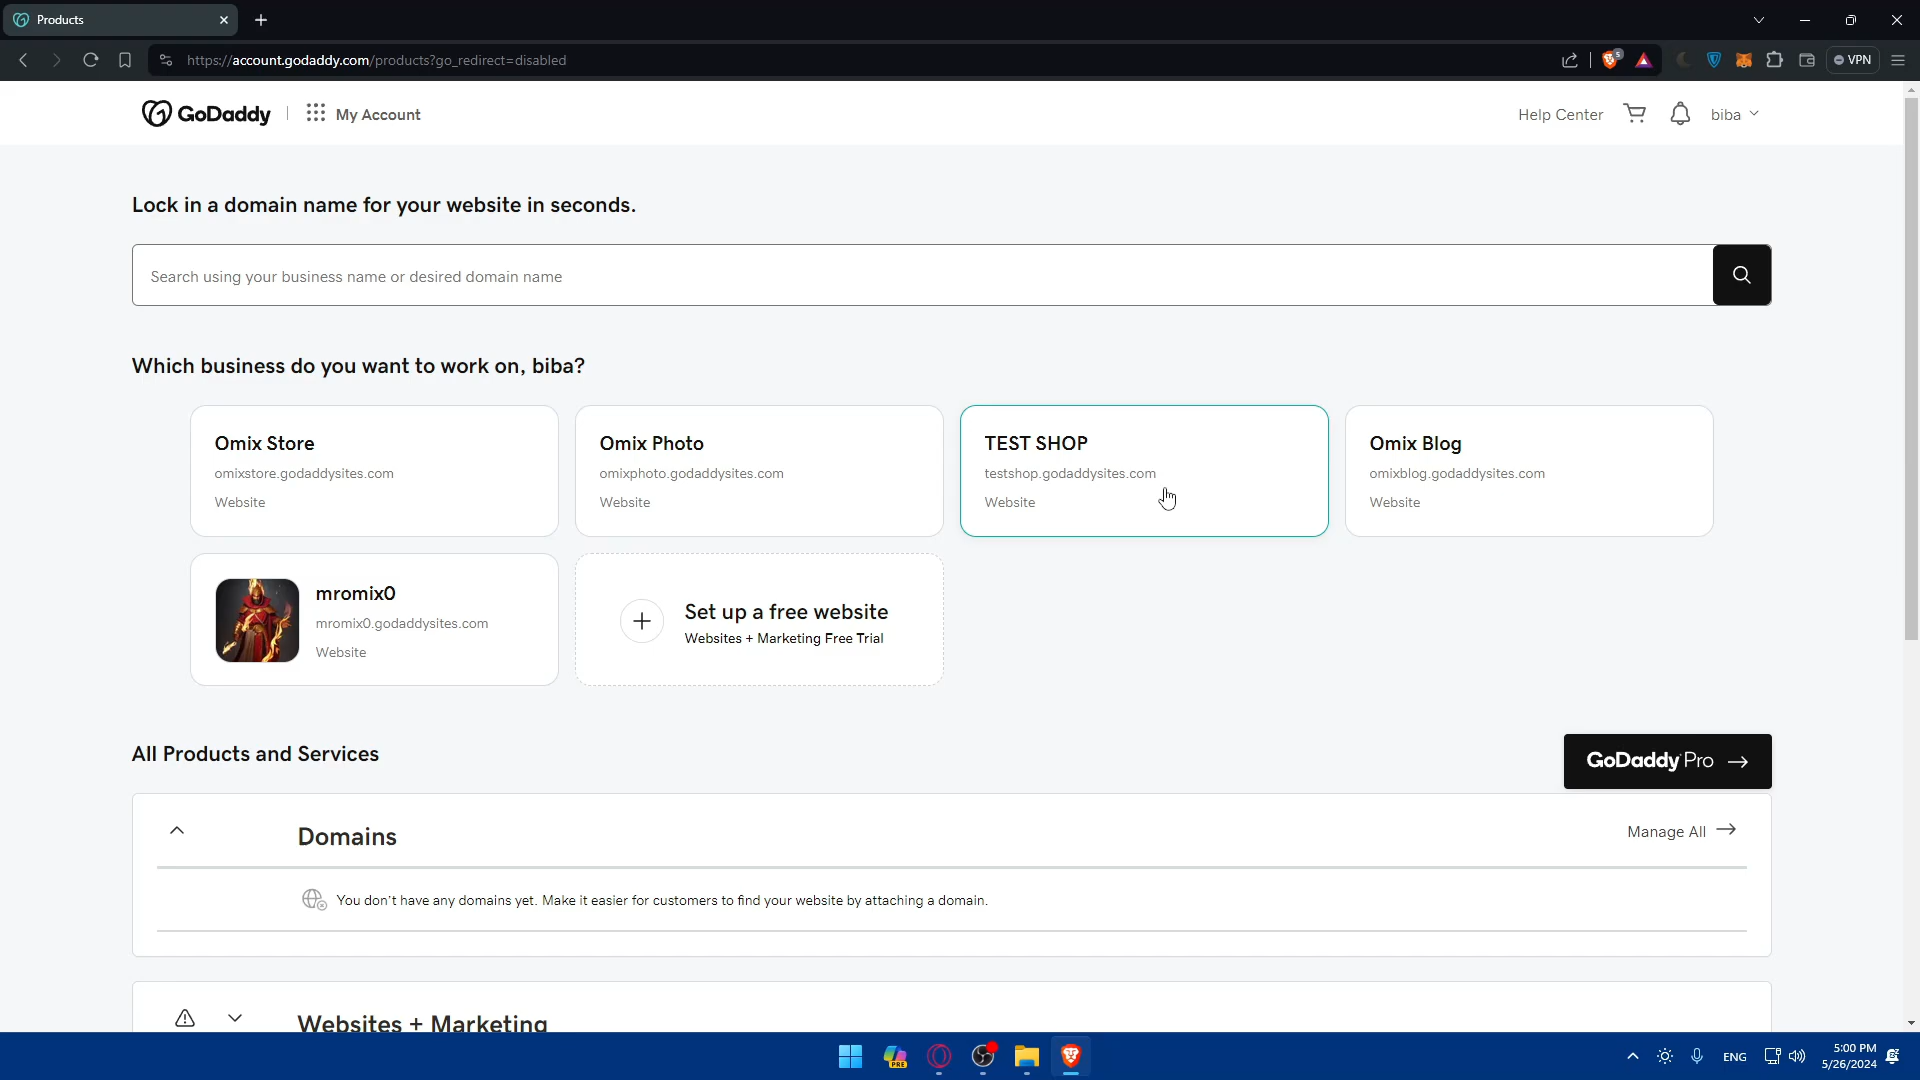 Products
https://account.godaddy.com/products?go_redirect=disabled
5
VPN
GoDaddy
My Account
Help Center
biba
Lock in a domain name for your website in seconds.
Search using your business name or desired domain name
Which business do you want to work on, biba?
Omix Store
omixstore.godaddysites.com
Website
Omix Photo
omixphoto.godaddysites.com
Website
TEST SHOP
testshop.godaddysites.com
Website
Omix Blog
omixblog.godaddysites.com
Website
mromix0
mromix0.godaddysites.com
Website
Set up a free website
Websites + Marketing Free Trial
All Products and Services
GoDaddy Pro
Domains
Manage All
You don't have any domains yet. Make it easier for customers to find your website by attaching a domain.
Websites + Marketing
PRE
ENG
5:00 PM
5/26/2024